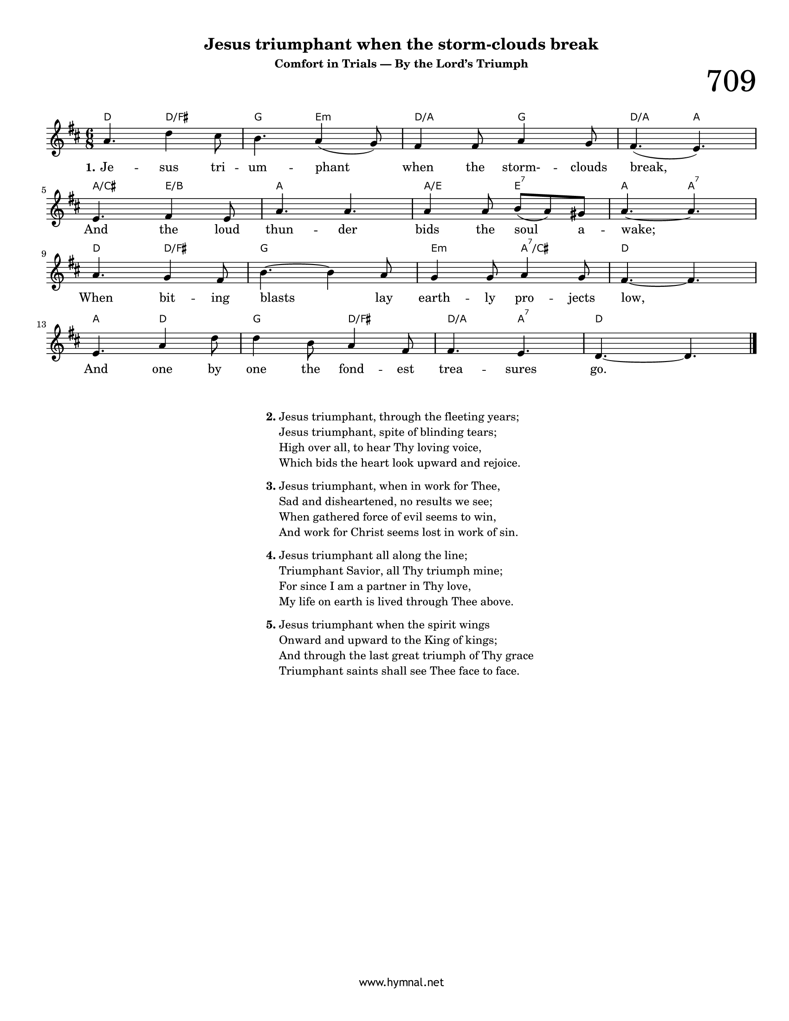 Jesus triumphant when the storm-clouds break
Comfort in Trials — By the Lord's Triumph
709
D D/F♯ G Em D/A G D/A A
6
8
1. Je - sus tri - um - phant when the storm- - clouds break,
5
A/C♯ E/B A A/E E7 A A7
And the loud thun - der bids the soul a - wake;
9
D D/F♯ G Em A7/C♯ D
When bit - ing blasts lay earth - ly pro - jects low,
13
A D G D/F♯ D/A A7 D
And one by one the fond - est trea - sures go.
2. Jesus triumphant, through the fleeting years;
Jesus triumphant, spite of blinding tears;
High over all, to hear Thy loving voice,
Which bids the heart look upward and rejoice.
3. Jesus triumphant, when in work for Thee,
Sad and disheartened, no results we see;
When gathered force of evil seems to win,
And work for Christ seems lost in work of sin.
4. Jesus triumphant all along the line;
Triumphant Savior, all Thy triumph mine;
For since I am a partner in Thy love,
My life on earth is lived through Thee above.
5. Jesus triumphant when the spirit wings
Onward and upward to the King of kings;
And through the last great triumph of Thy grace
Triumphant saints shall see Thee face to face.
www.hymnal.net